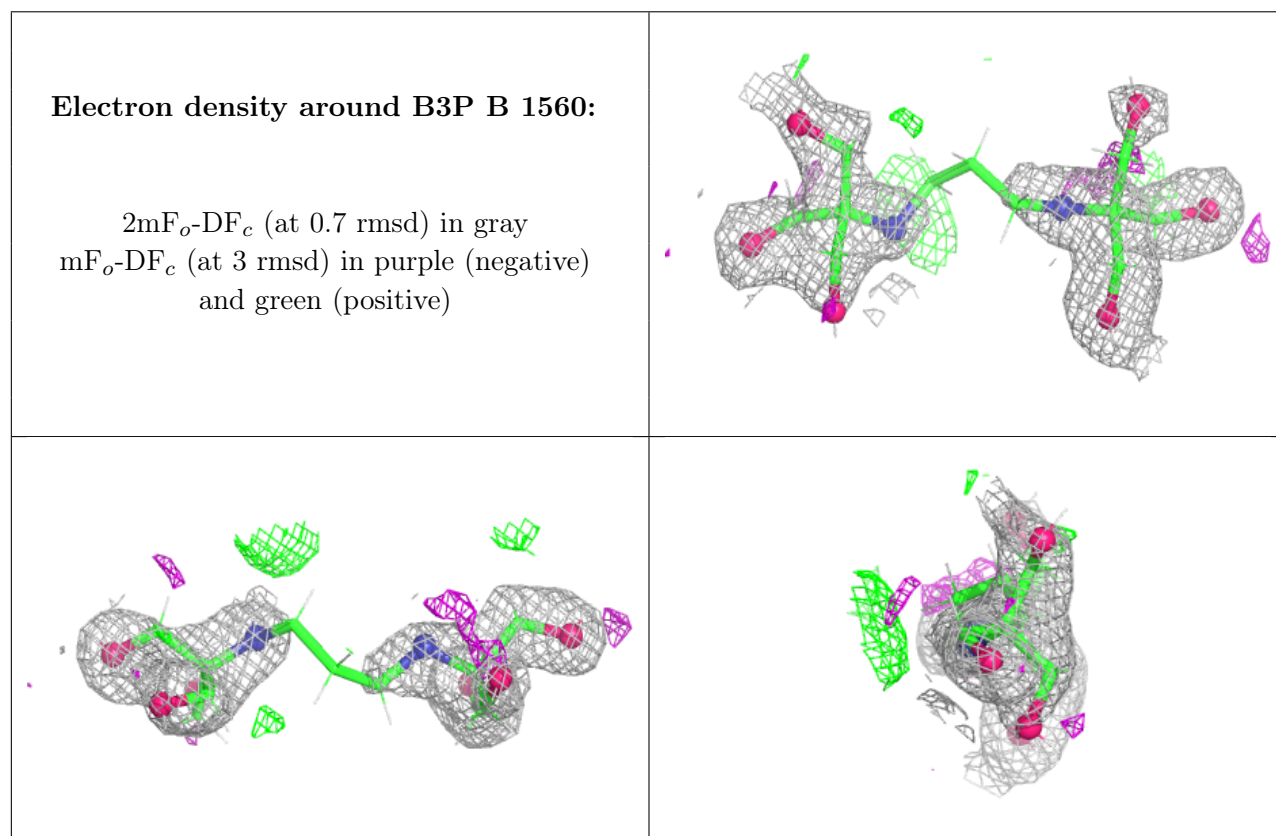 Electron density around B3P B 1560:
2mFo-DFc (at 0.7 rmsd) in gray
mFo-DFc (at 3 rmsd) in purple (negative)
and green (positive)